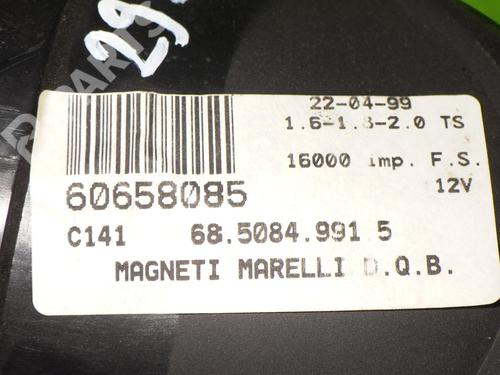 29
22-04-99
1.6-1.8-2.0 TS
16000 imp. F.S.
12V
60658085
C141 68.5084.991 5
MAGNETI MARELLI D.Q.B.